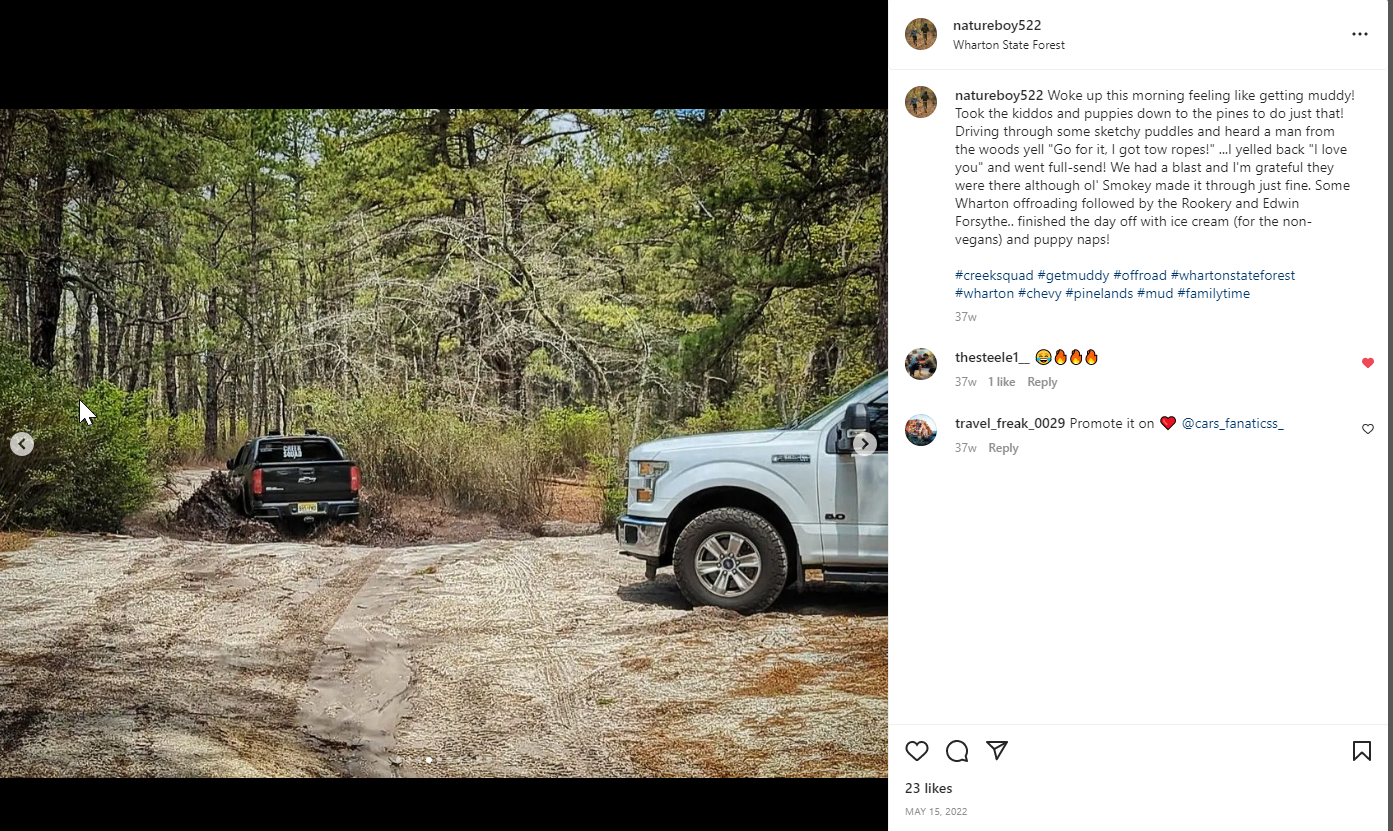 CREEK
SQUAD
5.0
natureboy522
Wharton State Forest
natureboy522 Woke up this morning feeling like getting muddy!
Took the kiddos and puppies down to the pines to do just that!
Driving through some sketchy puddles and heard a man from
the woods yell "Go for it, I got tow ropes!" ...I yelled back "I love
you" and went full-send! We had a blast and I'm grateful they
were there although ol' Smokey made it through just fine. Some
Wharton offroading followed by the Rookery and Edwin
Forsythe.. finished the day off with ice cream (for the non-
vegans) and puppy naps!
#creeksquad #getmuddy #offroad #whartonstateforest
#wharton #chevy #pinelands #mud #familytime
37w
thesteele1__ 😂🔥🔥🔥
37w 1 like Reply
travel_freak_0029 Promote it on ❤️ @cars_fanaticss_
37w Reply
23 likes
MAY 15, 2022